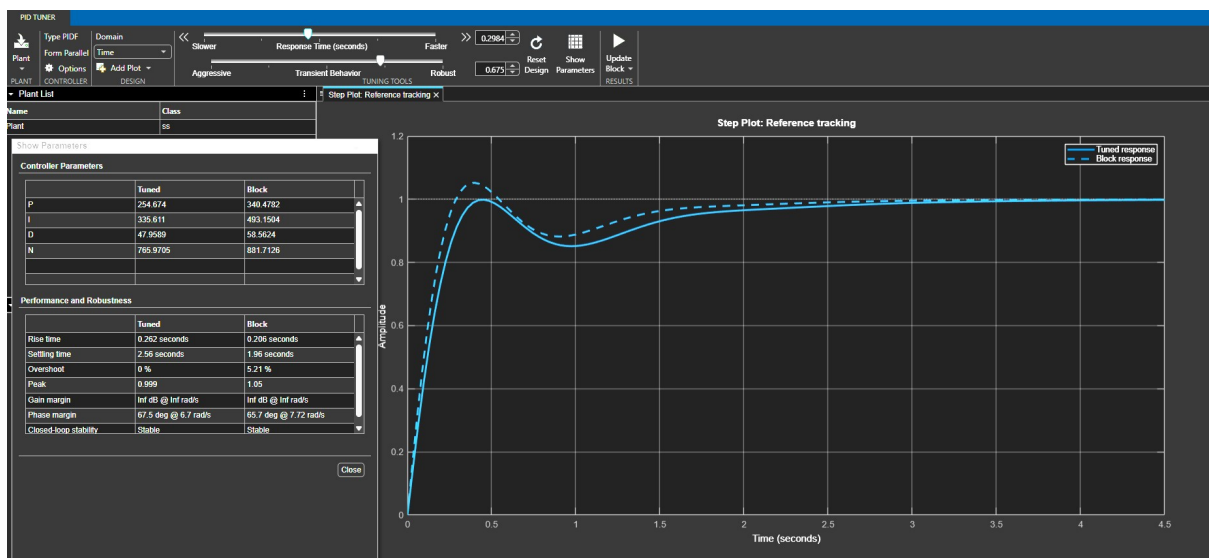 PID TUNER
Plant
PLANT
Type PIDF
Form Parallel
Options
CONTROLLER
Domain
Time
Add Plot
DESIGN
Slower Response Time (seconds) Faster
Aggressive Transient Behavior Robust
0.2984
0.675
TUNING TOOLS
Reset Design
Show Parameters
Update Block
RESULTS
Plant List
Name Class
Plant ss
Show Parameters
Controller Parameters
Tuned Block
P 254.674 340.4782
I 335.611 493.1504
D 47.9589 58.5624
N 765.9705 881.7126
Performance and Robustness
Tuned Block
Rise time 0.262 seconds 0.206 seconds
Settling time 2.56 seconds 1.96 seconds
Overshoot 0 % 5.21 %
Peak 0.999 1.05
Gain margin Inf dB @ Inf rad/s Inf dB @ Inf rad/s
Phase margin 67.5 deg @ 6.7 rad/s 65.7 deg @ 7.72 rad/s
Closed-loop stability Stable Stable
Close
Step Plot: Reference tracking
Step Plot: Reference tracking
Tuned response
Block response
Amplitude
1.2
1
0.8
0.6
0.4
0.2
0
0 0.5 1 1.5 2 2.5 3 3.5 4 4.5
Time (seconds)